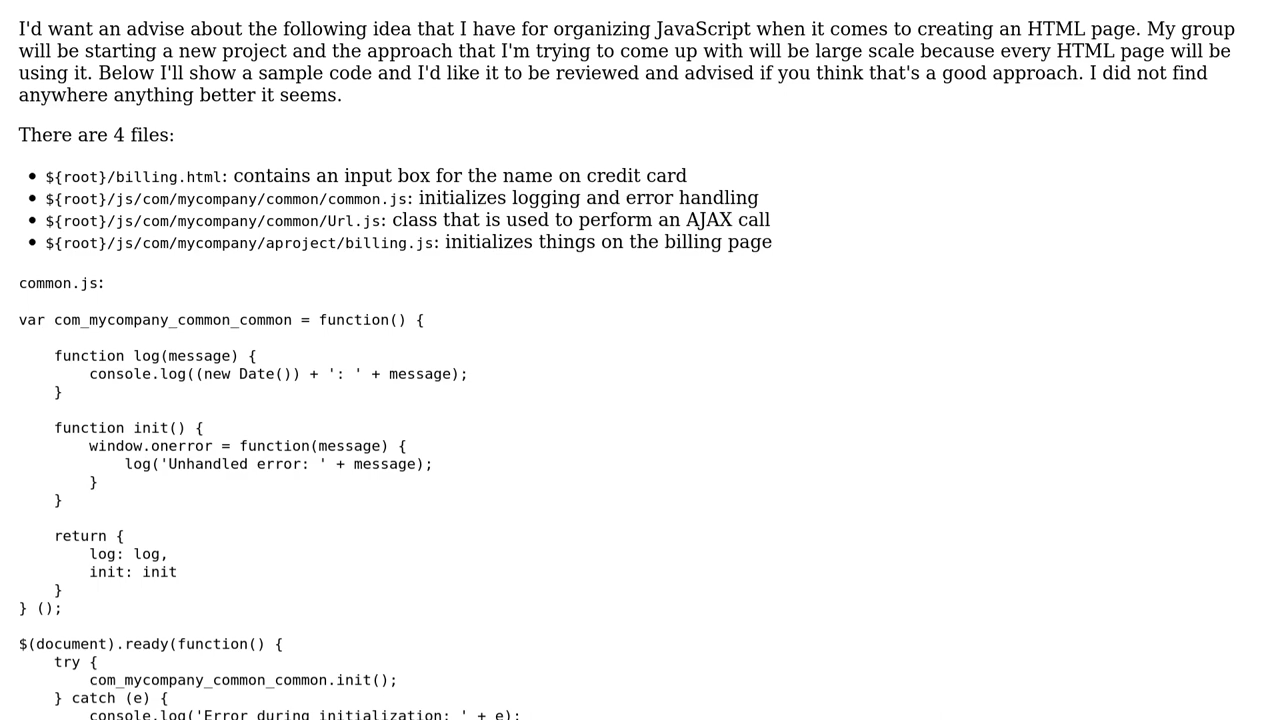 I'd want an advise about the following idea that I have for organizing JavaScript when it comes to creating an HTML page. My group
will be starting a new project and the approach that I'm trying to come up with will be large scale because every HTML page will be
using it. Below I'll show a sample code and I'd like it to be reviewed and advised if you think that's a good approach. I did not find
anywhere anything better it seems.
There are 4 files:
• ${root}/billing.html: contains an input box for the name on credit card
• ${root}/js/com/mycompany/common/common.js: initializes logging and error handling
• ${root}/js/com/mycompany/common/Url.js: class that is used to perform an AJAX call
• ${root}/js/com/mycompany/aproject/billing.js: initializes things on the billing page
common.js:
var com_mycompany_common_common = function() {
    function log(message) {
        console.log((new Date()) + ': ' + message);
    }
    function init() {
        window.onerror = function(message) {
            log('Unhandled error: ' + message);
        }
    }
    return {
        log: log,
        init: init
    }
} ();
$(document).ready(function() {
    try {
        com_mycompany_common_common.init();
    } catch (e) {
        console.log('Error during initialization: ' + e);